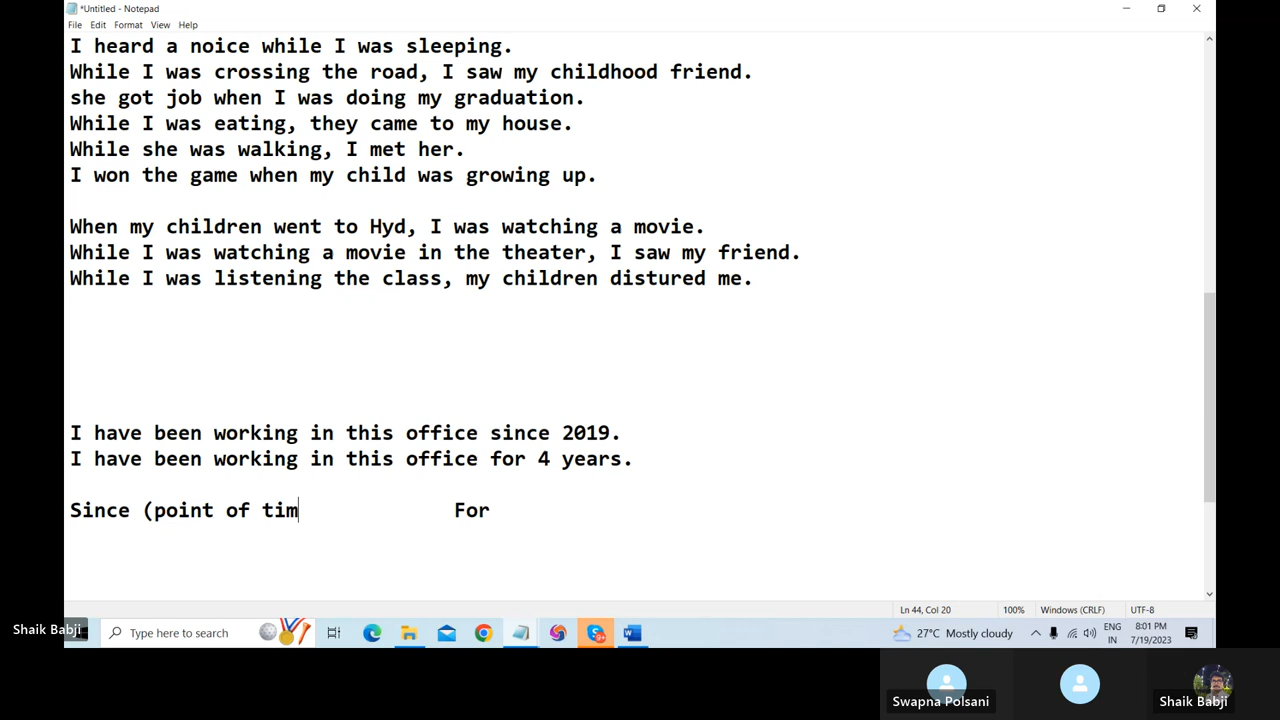 *Untitled - Notepad
File Edit Format View Help
I heard a noice while I was sleeping.
While I was crossing the road, I saw my childhood friend.
she got job when I was doing my graduation.
While I was eating, they came to my house.
While she was walking, I met her.
I won the game when my child was growing up.
When my children went to Hyd, I was watching a movie.
While I was watching a movie in the theater, I saw my friend.
While I was listening the class, my children distured me.
I have been working in this office since 2019.
I have been working in this office for 4 years.
Since (point of tim For
Ln 44, Col 20 100% Windows (CRLF) UTF-8
Shaik Babji
Type here to search
27°C Mostly cloudy
ENG
IN
8:01 PM
7/19/2023
Swapna Polsani
Shaik Babji